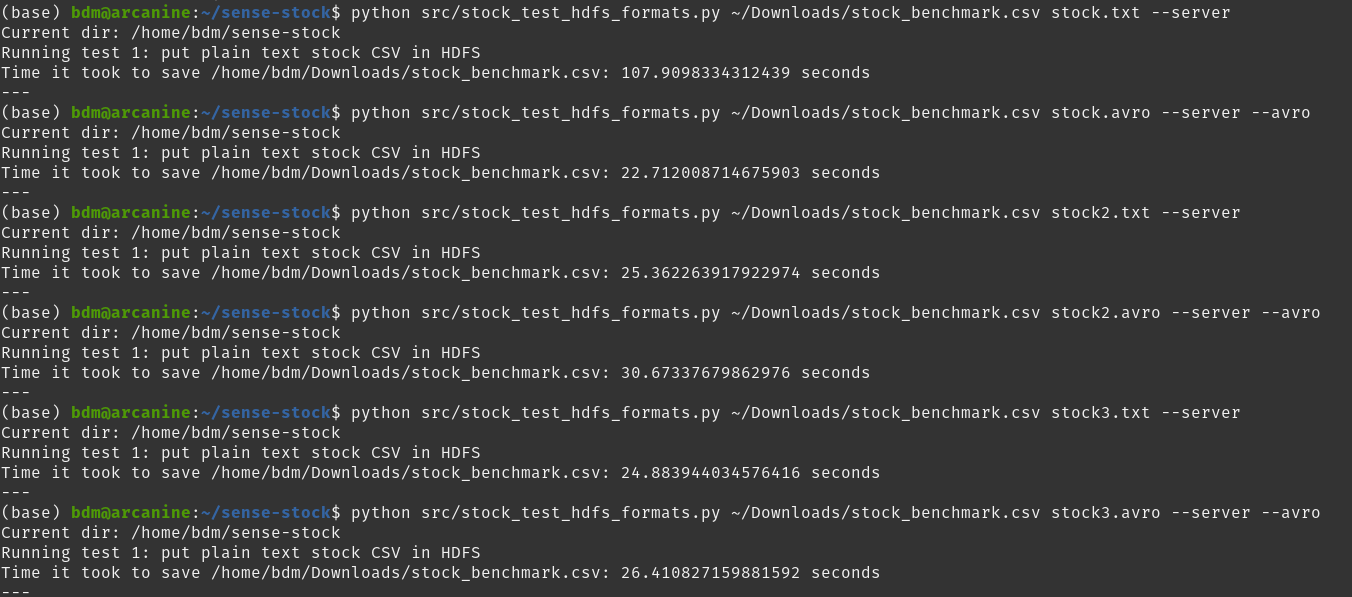 (base) bdm@arcanine:~/sense-stock$ python src/stock_test_hdfs_formats.py ~/Downloads/stock_benchmark.csv stock.txt --server
Current dir: /home/bdm/sense-stock
Running test 1: put plain text stock CSV in HDFS
Time it took to save /home/bdm/Downloads/stock_benchmark.csv: 107.9098334312439 seconds
---
(base) bdm@arcanine:~/sense-stock$ python src/stock_test_hdfs_formats.py ~/Downloads/stock_benchmark.csv stock.avro --server --avro
Current dir: /home/bdm/sense-stock
Running test 1: put plain text stock CSV in HDFS
Time it took to save /home/bdm/Downloads/stock_benchmark.csv: 22.712008714675903 seconds
---
(base) bdm@arcanine:~/sense-stock$ python src/stock_test_hdfs_formats.py ~/Downloads/stock_benchmark.csv stock2.txt --server
Current dir: /home/bdm/sense-stock
Running test 1: put plain text stock CSV in HDFS
Time it took to save /home/bdm/Downloads/stock_benchmark.csv: 25.362263917922974 seconds
---
(base) bdm@arcanine:~/sense-stock$ python src/stock_test_hdfs_formats.py ~/Downloads/stock_benchmark.csv stock2.avro --server --avro
Current dir: /home/bdm/sense-stock
Running test 1: put plain text stock CSV in HDFS
Time it took to save /home/bdm/Downloads/stock_benchmark.csv: 30.67337679862976 seconds
---
(base) bdm@arcanine:~/sense-stock$ python src/stock_test_hdfs_formats.py ~/Downloads/stock_benchmark.csv stock3.txt --server
Current dir: /home/bdm/sense-stock
Running test 1: put plain text stock CSV in HDFS
Time it took to save /home/bdm/Downloads/stock_benchmark.csv: 24.883944034576416 seconds
---
(base) bdm@arcanine:~/sense-stock$ python src/stock_test_hdfs_formats.py ~/Downloads/stock_benchmark.csv stock3.avro --server --avro
Current dir: /home/bdm/sense-stock
Running test 1: put plain text stock CSV in HDFS
Time it took to save /home/bdm/Downloads/stock_benchmark.csv: 26.410827159881592 seconds
---